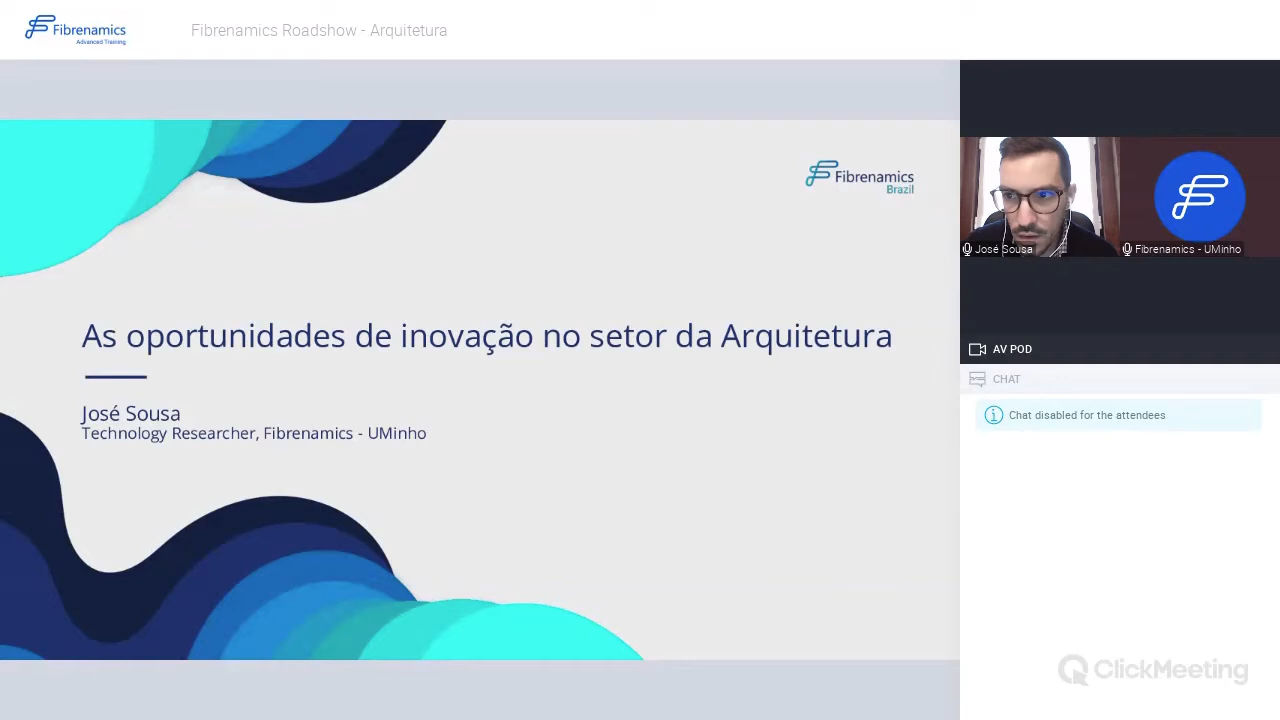 Fibrenamics
Advanced Training
Fibrenamics Roadshow - Arquitetura
Fibrenamics
Brazil
As oportunidades de inovação no setor da Arquitetura
José Sousa
Technology Researcher, Fibrenamics - UMinho
José Sousa
Fibrenamics - UMinho
AV POD
CHAT
Chat disabled for the attendees
ClickMeeting